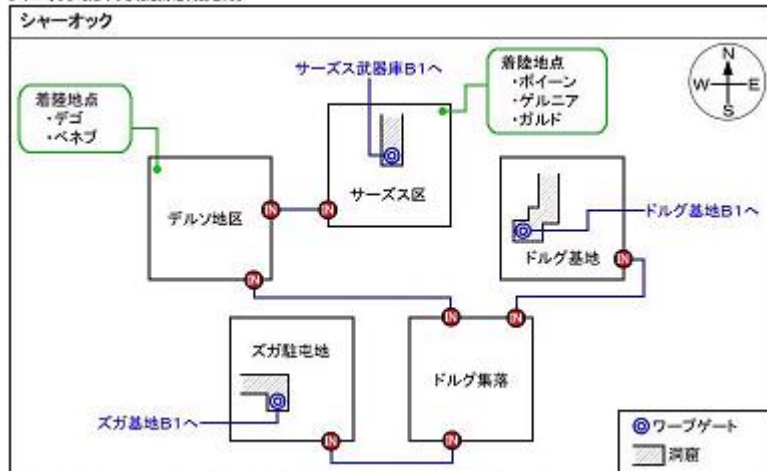 シャーオック
サーズス武器庫B1へ
着陸地点
・ボイーン
・ゲルニア
・ガルド
N
W
E
S
着陸地点
・デゴ
・ベネブ
デルソ地区
IN
IN
サーズス区
ドルグ基地B1へ
ドルグ基地
IN
IN
IN
IN
ズガ駐屯地
ドルグ集落
ズガ基地B1へ
IN
IN
ワープゲート
洞窟